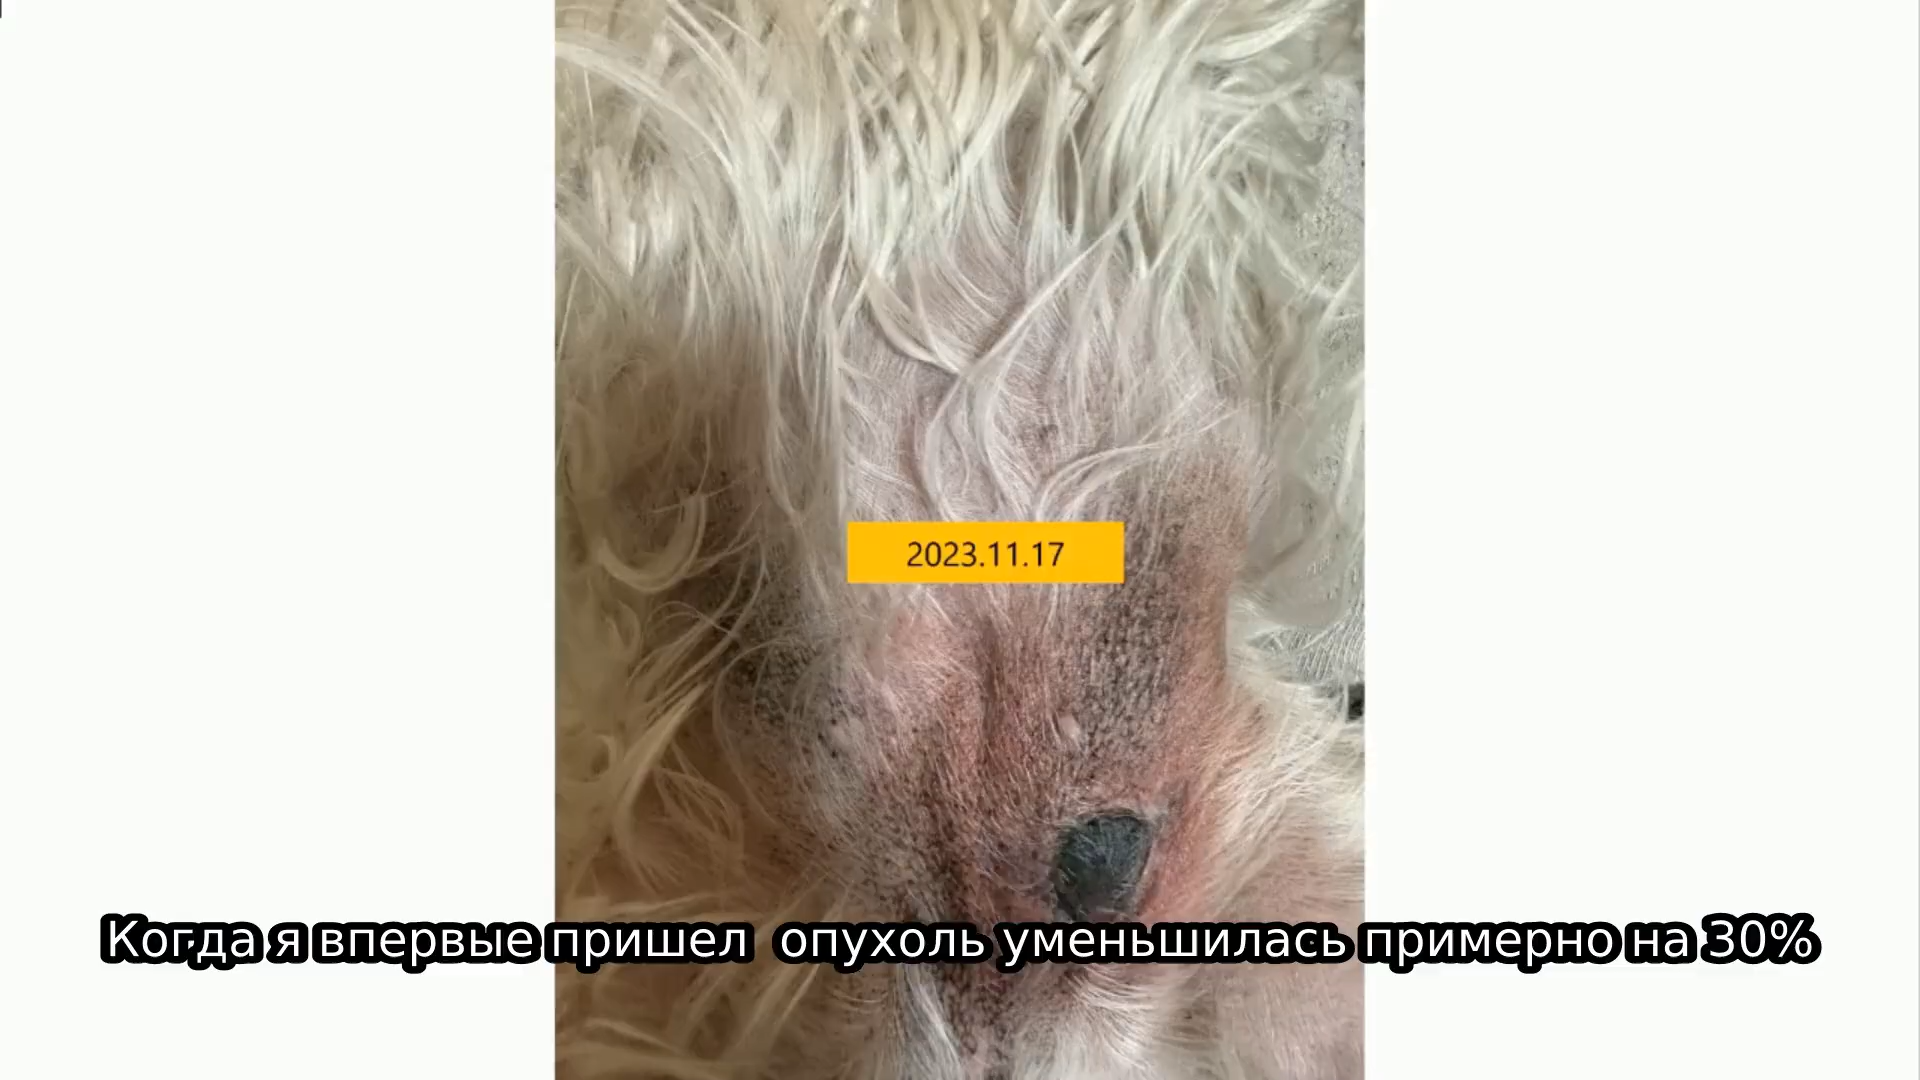 2023.11.17
Когда я впервые пришел опухоль уменьшилась примерно на 30%